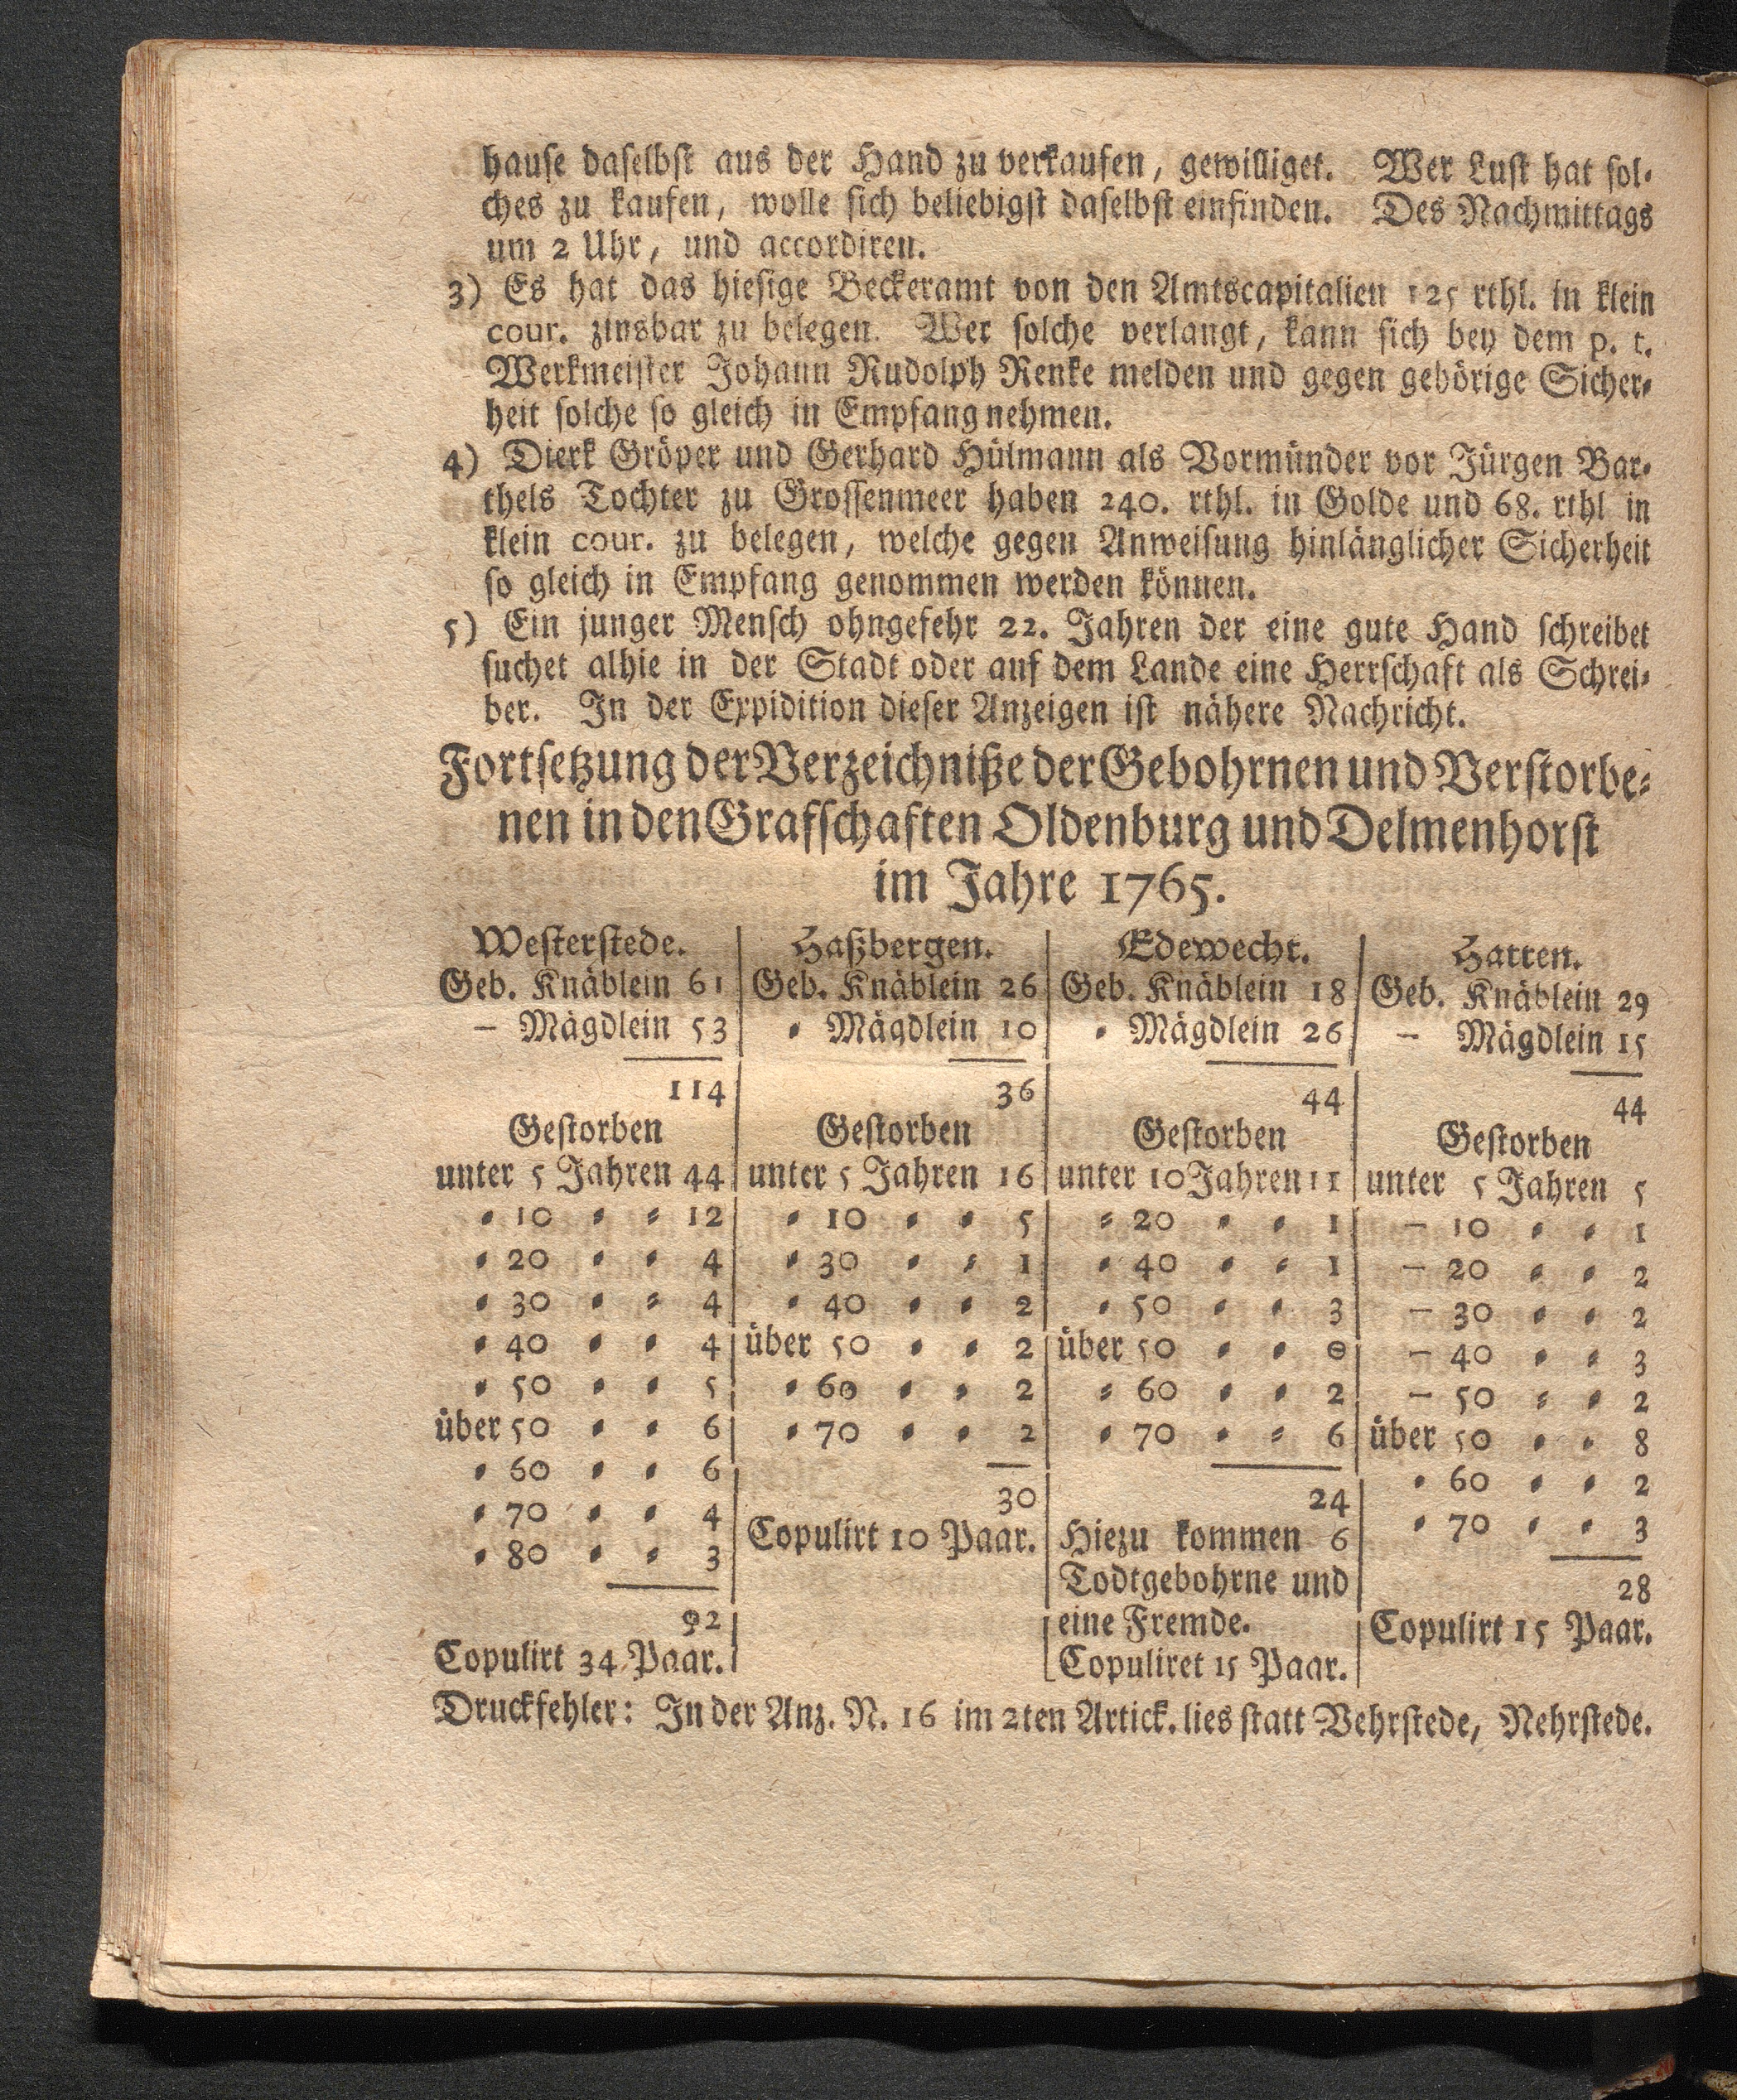 hause daselbst aus der Hand zu verkaufen, gewilliget. Wer Lust hat sol-
ches zu kaufen, wolle sich beliebigst daselbst einfinden. Des Nachmittags
um 2 Uhr, und accordiren.
3) Es hat das hiesige Beckeramt von den Amtscapitalien 125 rthl. in klein
cour. zinsbar zu belegen. Wer solche verlangt, kann sich bey dem p. t.
Werkmeister Johann Rudolph Renke melden und gegen gehörige Sicher-
heit solche so gleich in Empfang nehmen.
4) Dierk Gröper und Gerhard Hülmann als Vormünder vor Jürgen Bar-
thels Tochter zu Grossenmeer haben 240. rthl. in Golde und 68. rthl in
klein cour. zu belegen, welche gegen Anweisung hinlänglicher Sicherheit
so gleich in Empfang genommen werden können.
5) Ein junger Mensch ohngefehr 22. Jahren der eine gute Hand schreibet
suchet alhie in der Stadt oder auf dem Lande eine Herrschaft als Schrei-
ber. In der Expidition dieser Anzeigen ist nähere Nachricht.
Fortsetzung der Verzeichniße der Gebohrnen und Verstorbe-
nen in den Grafschaften Oldenburg und Delmenhorst
im Jahre 1765.
Westerstede.
Geb. Knäblein 61
— Mägdlein 53
114
Gestorben
unter 5 Jahren 44
= 10 = = 12
= 20 = = 4
= 30 = = 4
= 40 = = 4
= 50 = = 5
über 50 = = 6
= 60 = = 6
= 70 = = 4
= 80 = = 3
92
Copulirt 34 Paar.
Haßbergen.
Geb. Knäblein 26
= Mägdlein 10
36
Gestorben
unter 5 Jahren 16
= 10 = = 5
= 30 = = 1
= 40 = = 2
über 50 = = 2
= 60 = = 2
= 70 = = 2
30
Copulirt 10 Paar.
Edewecht.
Geb. Knäblein 18
= Mägdlein 26
44
Gestorben
unter 10 Jahren 11
= 20 = = 1
= 40 = = 1
= 50 = = 3
über 50 = = 0
= 60 = = 2
= 70 = = 6
24
Hiezu kommen 6
Todtgebohrne und
eine Fremde.
Copuliret 15 Paar.
Hatten.
Geb. Knäblein 29
— Mägdlein 15
44
Gestorben
unter 5 Jahren 5
— 10 = = 1
— 20 = = 2
— 30 = = 2
— 40 = = 3
— 50 = = 2
über 50 = = 8
= 60 = = 2
= 70 = = 3
28
Copulirt 15 Paar.
Druckfehler: In der Anz. N. 16 im 2ten Artick. lies statt Vehrstede, Nehrstede.